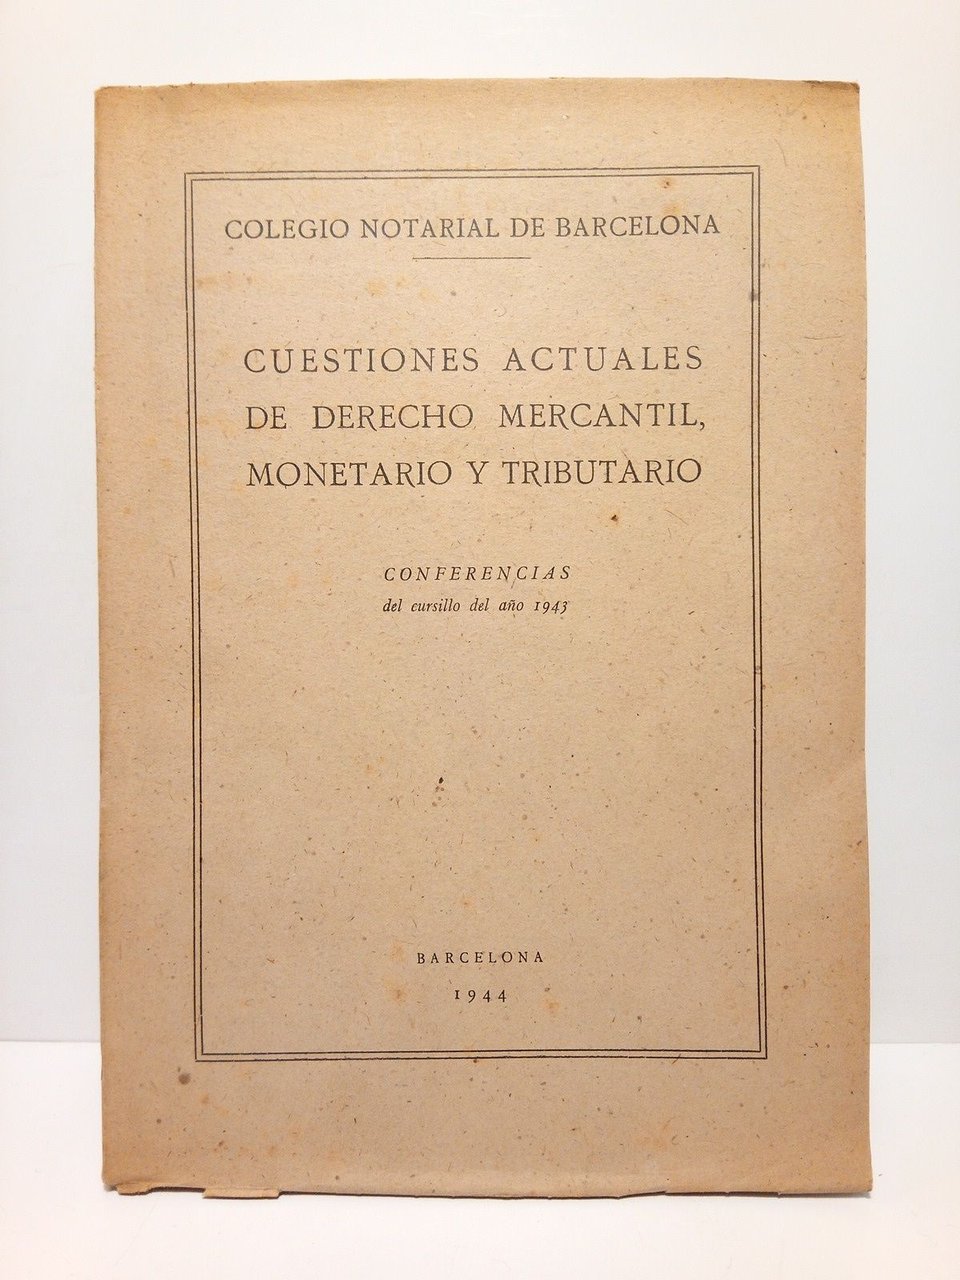 COLEGIO NOTARIAL DE BARCELONA
CUESTIONES ACTUALES
DE DERECHO MERCANTIL,
MONETARIO Y TRIBUTARIO
CONFERENCIAS
del cursillo del año 1943
BARCELONA
1944